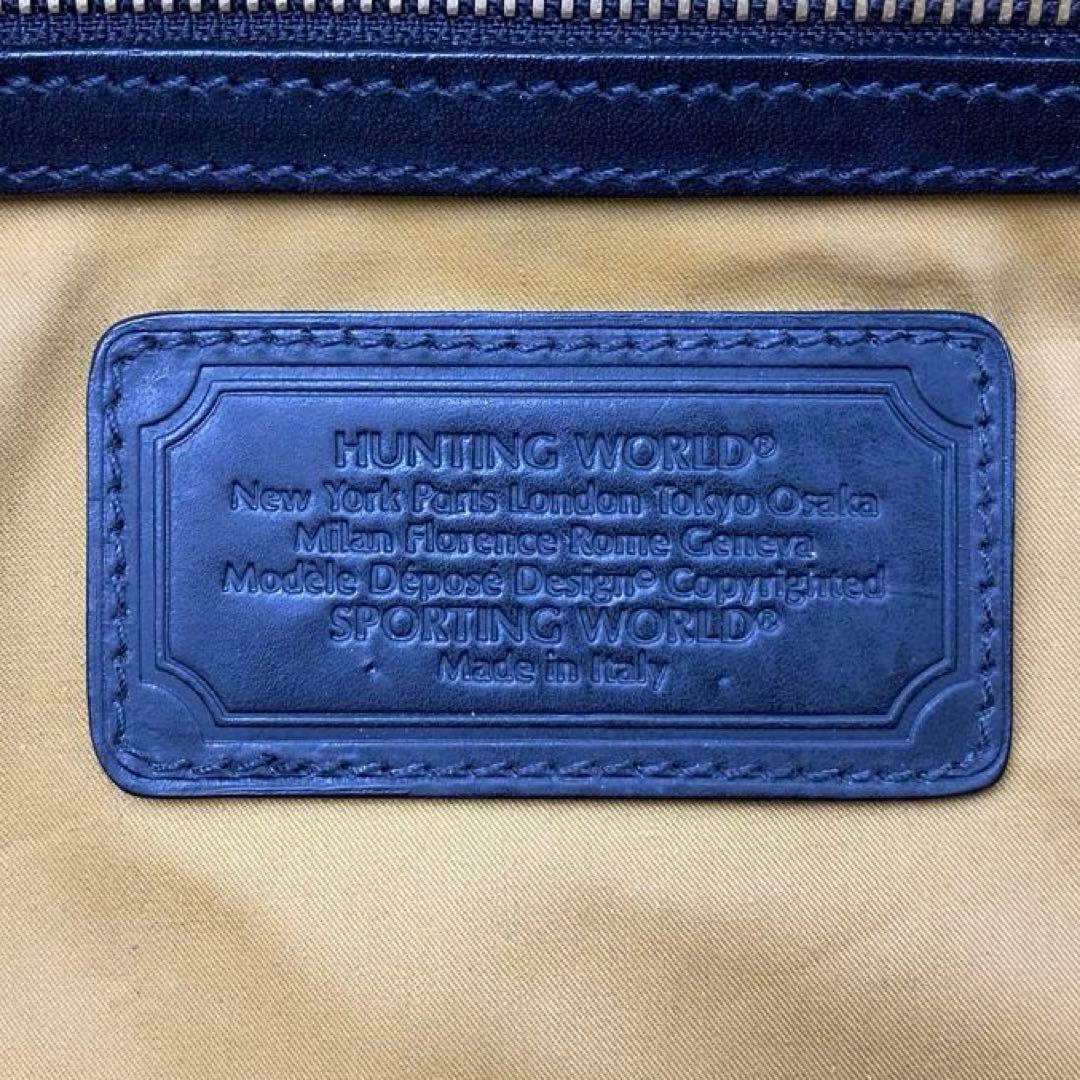 HUNTING WORLD®
New York Paris London Tokyo Osaka
Milan Florence Rome Geneva
Modèle Déposé Design® Copyrighted
SPORTING WORLD®
Made in Italy